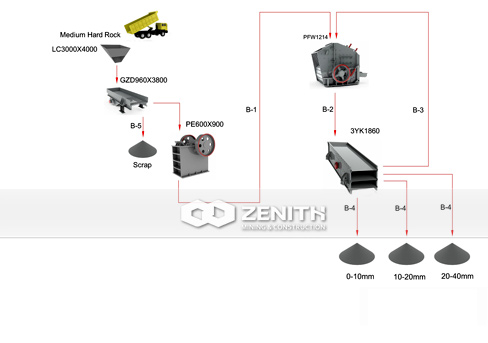 Medium Hard Rock
LC3000X4000
GZD960X3800
B-5
Scrap
PE600X900
B-1
PFW1214
B-2
B-3
3YK1860
ZENITH
MINING & CONSTRUCTION
B-4
B-4
B-4
0-10mm
10-20mm
20-40mm